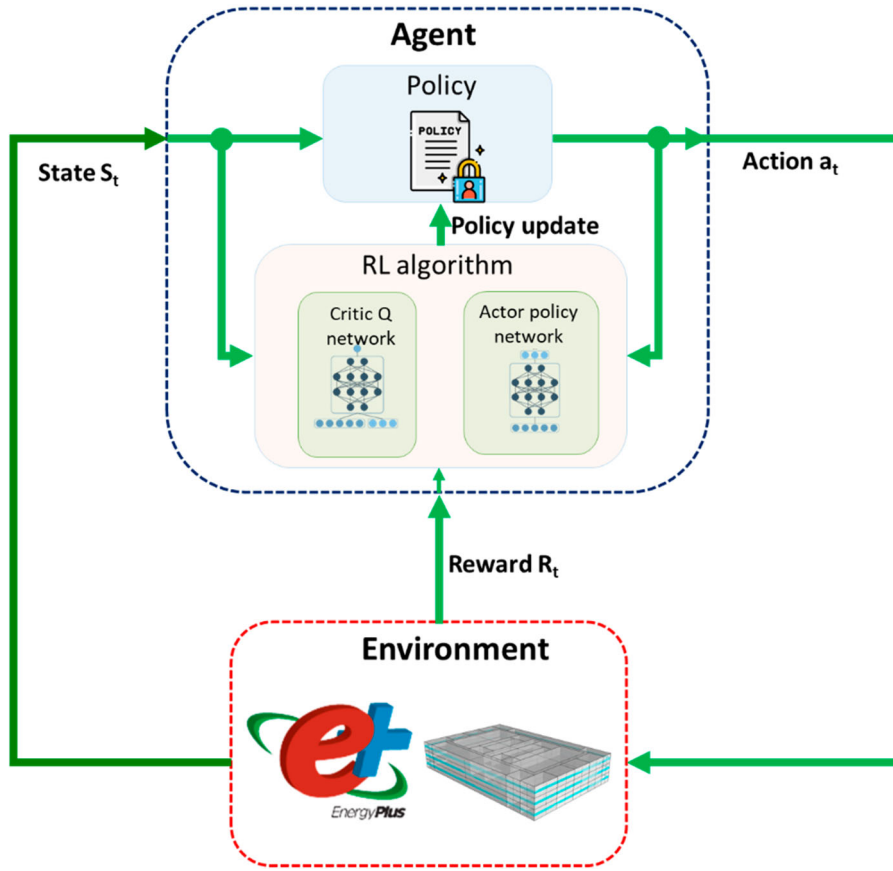 Agent
Policy
POLICY
State Sₜ
Action aₜ
Policy update
RL algorithm
Critic Q
network
Actor policy
network
Reward Rₜ
Environment
e+
EnergyPlus